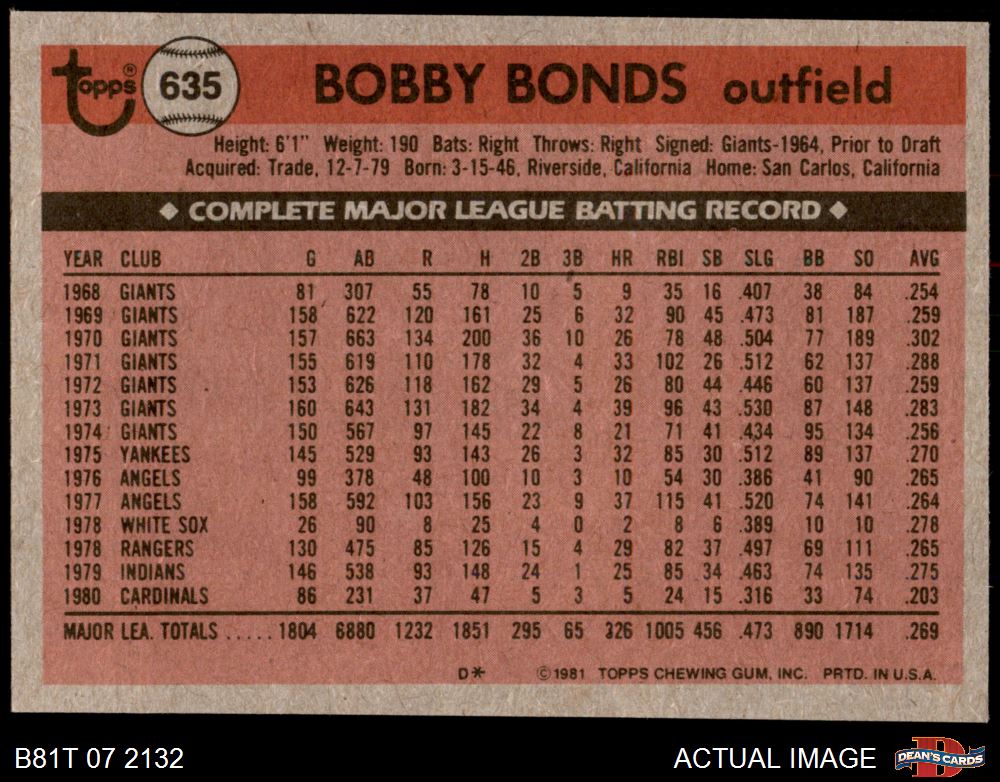 topps® 635 BOBBY BONDS outfield
Height: 6'1" Weight: 190 Bats: Right Throws: Right Signed: Giants-1964, Prior to Draft
Acquired: Trade, 12-7-79 Born: 3-15-46, Riverside, California Home: San Carlos, California
◆ COMPLETE MAJOR LEAGUE BATTING RECORD ◆
YEAR CLUB G AB R H 2B 3B HR RBI SB SLG BB SO AVG
1968 GIANTS 81 307 55 78 10 5 9 35 16 .407 38 84 .254
1969 GIANTS 158 622 120 161 25 6 32 90 45 .473 81 187 .259
1970 GIANTS 157 663 134 200 36 10 26 78 48 .504 77 189 .302
1971 GIANTS 155 619 110 178 32 4 33 102 26 .512 62 137 .288
1972 GIANTS 153 626 118 162 29 5 26 80 44 .446 60 137 .259
1973 GIANTS 160 643 131 182 34 4 39 96 43 .530 87 148 .283
1974 GIANTS 150 567 97 145 22 8 21 71 41 .434 95 134 .256
1975 YANKEES 145 529 93 143 26 3 32 85 30 .512 89 137 .270
1976 ANGELS 99 378 48 100 10 3 10 54 30 .386 41 90 .265
1977 ANGELS 158 592 103 156 23 9 37 115 41 .520 74 141 .264
1978 WHITE SOX 26 90 8 25 4 0 2 8 6 .389 10 10 .278
1978 RANGERS 130 475 85 126 15 4 29 82 37 .497 69 111 .265
1979 INDIANS 146 538 93 148 24 1 25 85 34 .463 74 135 .275
1980 CARDINALS 86 231 37 47 5 3 5 24 15 .316 33 74 .203
MAJOR LEA. TOTALS ..... 1804 6880 1232 1851 295 65 326 1005 456 .473 890 1714 .269
D* ©1981 TOPPS CHEWING GUM, INC. PRTD. IN U.S.A.
B81T 07 2132 ACTUAL IMAGE D DEAN'S CARDS